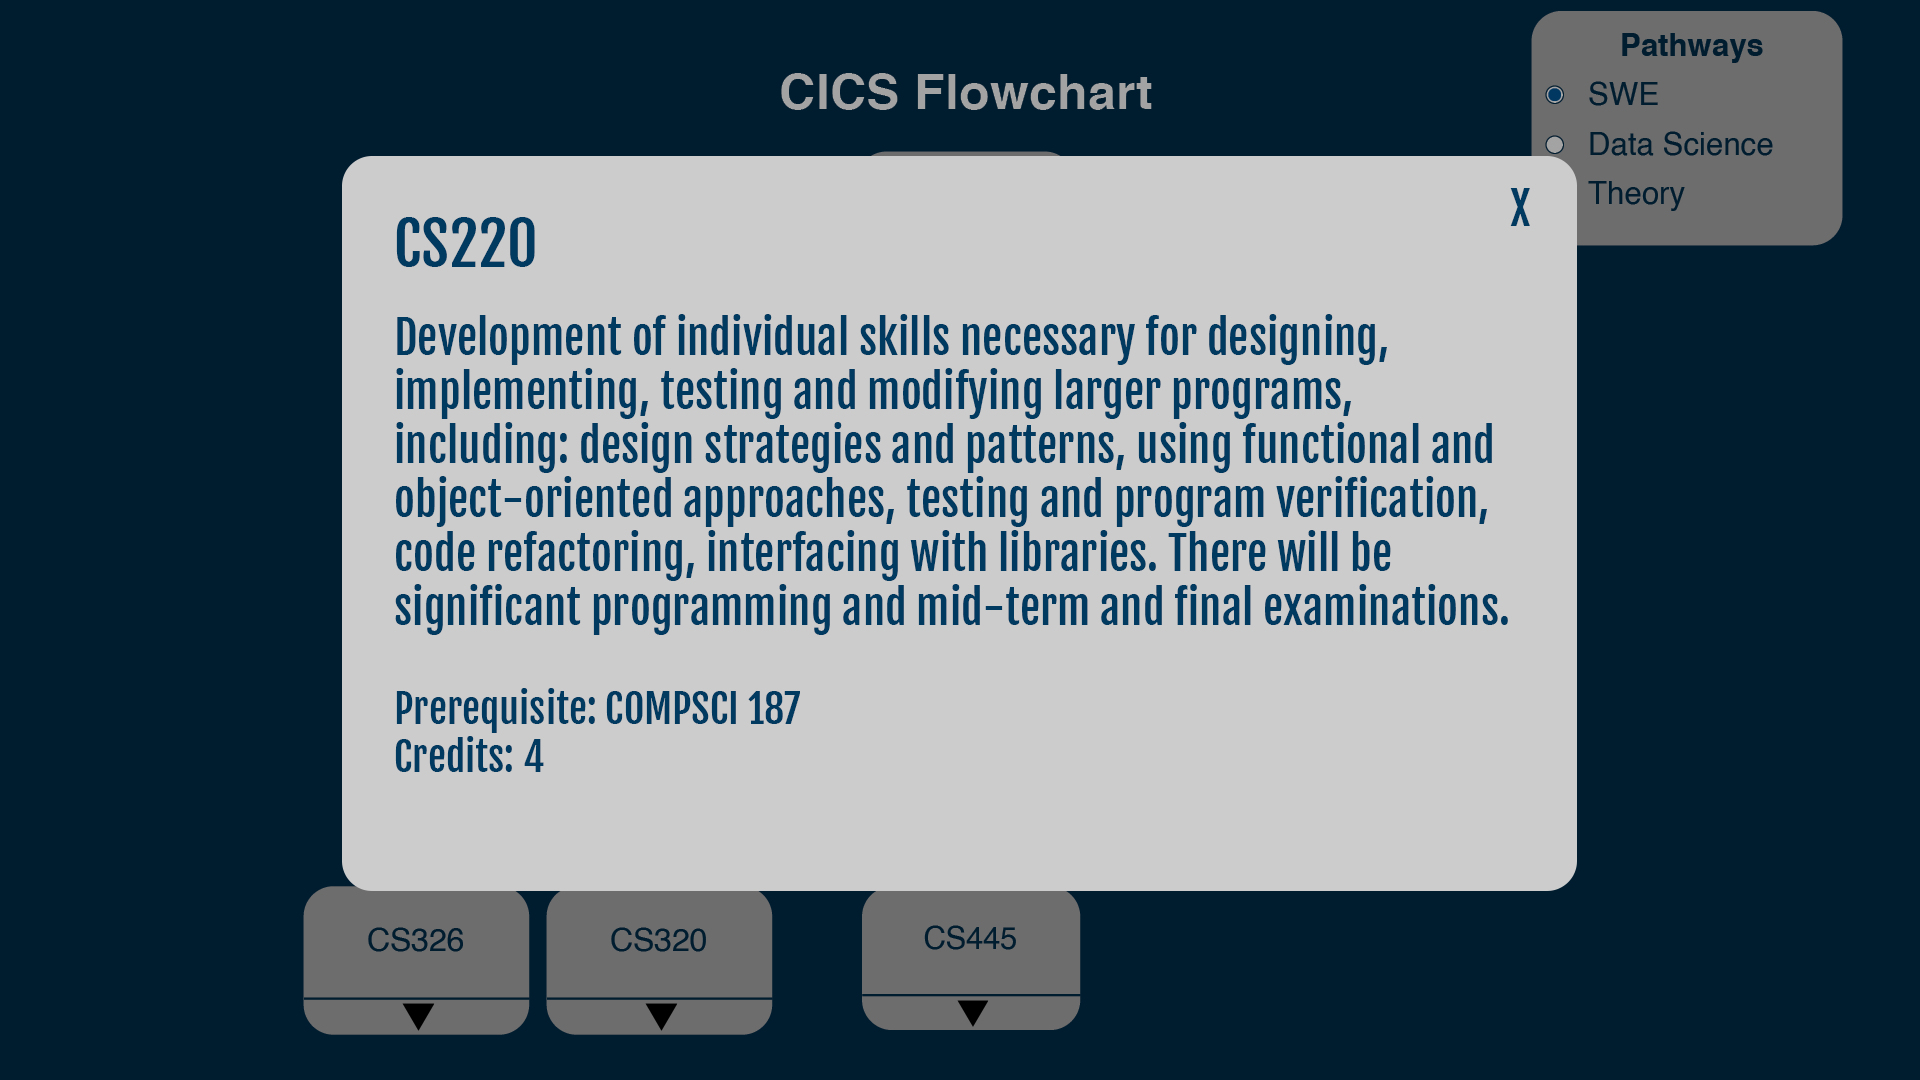 CICS Flowchart
Pathways
SWE
Data Science
Theory
X
CS220
Development of individual skills necessary for designing,
implementing, testing and modifying larger programs,
including: design strategies and patterns, using functional and
object-oriented approaches, testing and program verification,
code refactoring, interfacing with libraries. There will be
significant programming and mid-term and final examinations.
Prerequisite: COMPSCI 187
Credits: 4
CS326
CS320
CS445